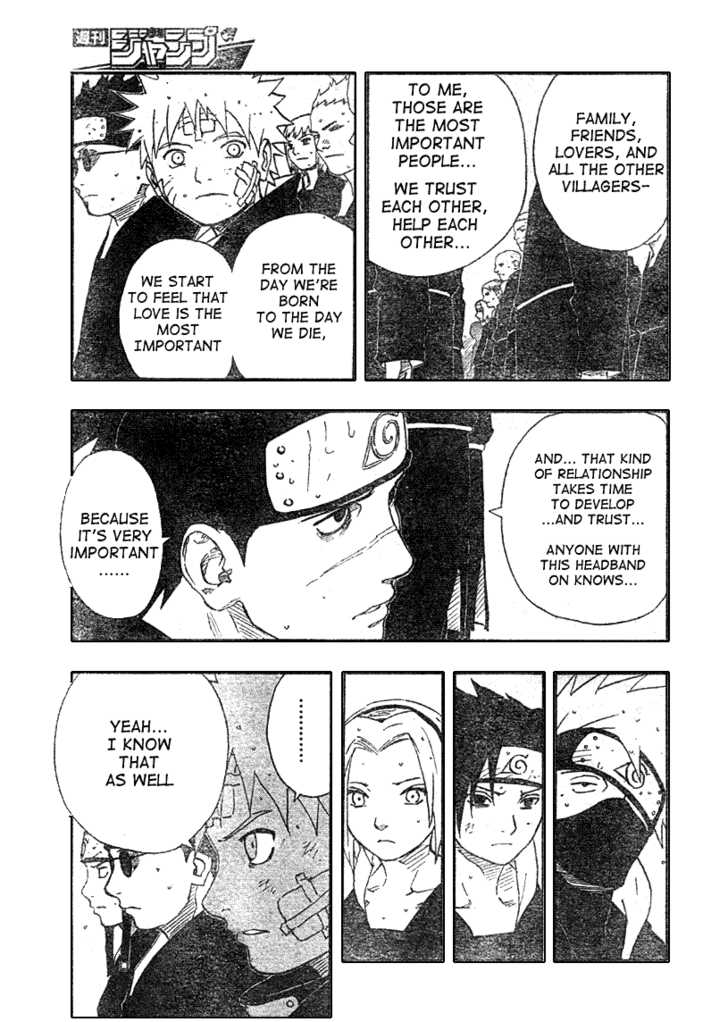 週刊
ジャンプ
FAMILY,
FRIENDS,
LOVERS, AND
ALL THE OTHER
VILLAGERS-
TO ME,
THOSE ARE
THE MOST
IMPORTANT
PEOPLE...
WE TRUST
EACH OTHER,
HELP EACH
OTHER...
FROM THE
DAY WE'RE
BORN
TO THE DAY
WE DIE,
WE START
TO FEEL THAT
LOVE IS THE
MOST
IMPORTANT
AND... THAT KIND
OF RELATIONSHIP
TAKES TIME
TO DEVELOP
...AND TRUST...
ANYONE WITH
THIS HEADBAND
ON KNOWS...
BECAUSE
IT'S VERY
IMPORTANT
......
..........
YEAH...
I KNOW
THAT
AS WELL